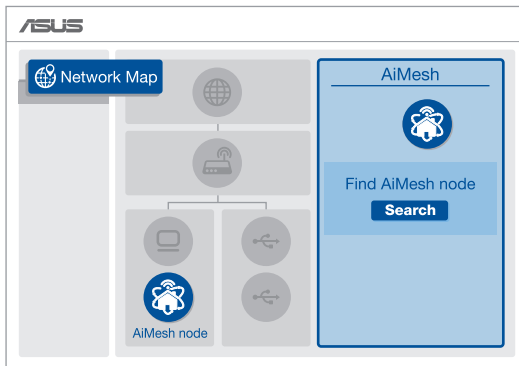 ASUS
Network Map
AiMesh
Find AiMesh node
Search
AiMesh node